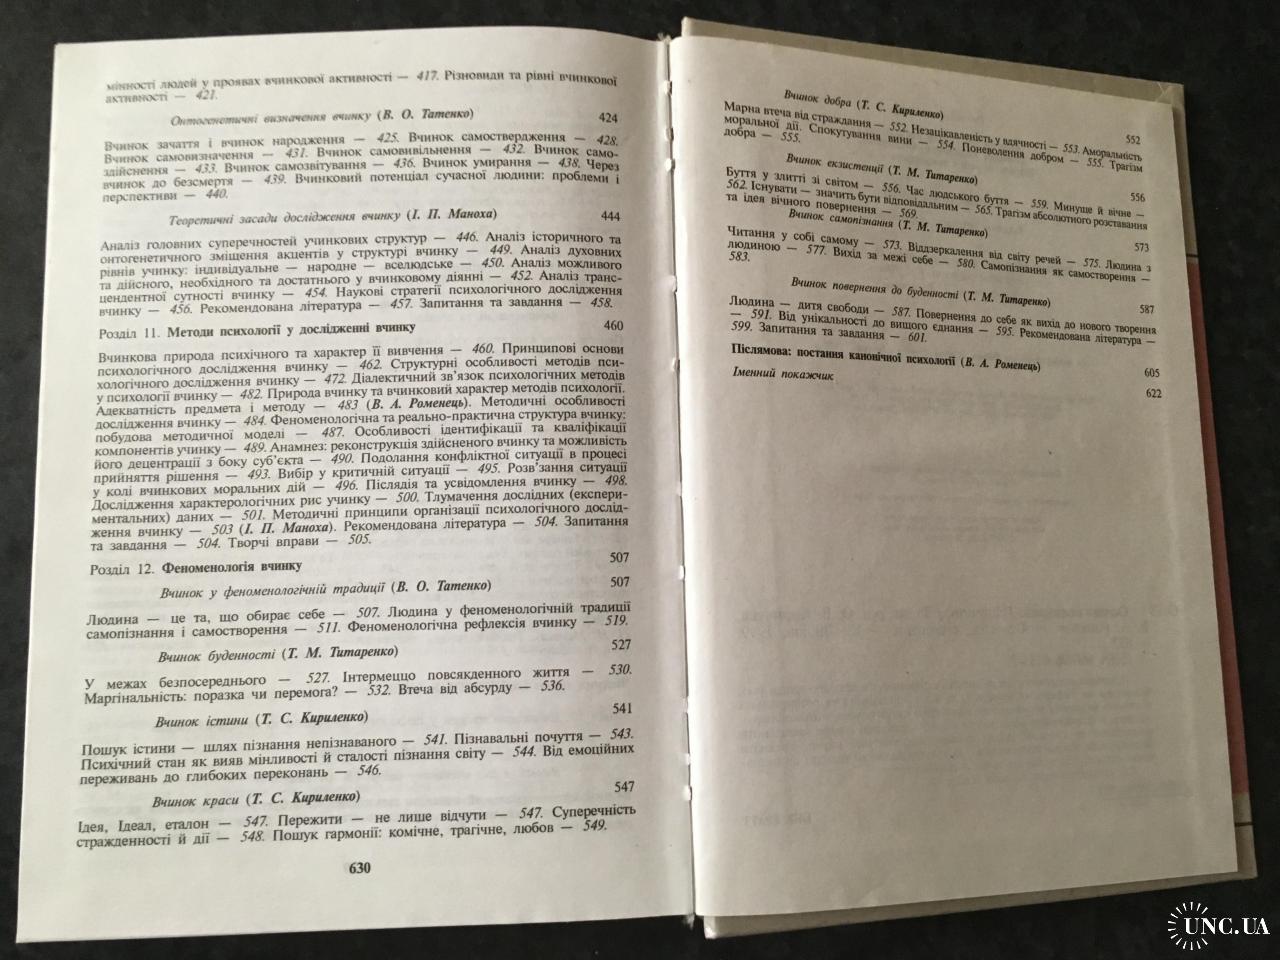 мінності людей у проявах вчинкової активності — 417. Різновиди та рівні вчинкової
активності — 421.
Онтогенетичні визначення вчинку (В. О. Татенко) 424
Вчинок зачаття і вчинок народження — 425. Вчинок самоствердження — 428.
Вчинок самовизначення — 431. Вчинок самовивільнення — 432. Вчинок само-
здійснення — 433. Вчинок самозвітування — 436. Вчинок умирання — 438. Через
вчинок до безсмертя — 439. Вчинковий потенціал сучасної людини: проблеми і
перспективи — 440.
Теоретичні засади дослідження вчинку (І. П. Маноха) 444
Аналіз головних суперечностей учинкових структур — 446. Аналіз історичного та
онтогенетичного зміщення акцентів у структурі вчинку — 449. Аналіз духовних
рівнів учинку: індивідуальне — народне — вселюдське — 450. Аналіз можливого
та дійсного, необхідного та достатнього у вчинковому діянні — 452. Аналіз транс-
цендентної сутності вчинку — 454. Наукові стратегії психологічного дослідження
вчинку — 456. Рекомендована література — 457. Запитання та завдання — 458.
Розділ 11. Методи психології у дослідженні вчинку 460
Вчинкова природа психічного та характер її вивчення — 460. Принципові основи
психологічного дослідження вчинку — 462. Структурні особливості методів пси-
хологічного дослідження вчинку — 472. Діалектичний зв’язок психологічних методів
у психології вчинку — 482. Природа вчинку та вчинковий характер методів психології.
Адекватність предмета і методу — 483 (В. А. Роменець). Методичні особливості
дослідження вчинку — 484. Феноменологічна та реально-практична структура вчинку:
побудова методичної моделі — 487. Особливості ідентифікації та кваліфікації
компонентів учинку — 489. Анамнез: реконструкція здійсненого вчинку та можливість
його децентрації з боку суб’єкта — 490. Подолання конфліктної ситуації в процесі
прийняття рішення — 493. Вибір у критичній ситуації — 495. Розв’язання ситуації
у колі вчинкових моральних дій — 496. Післядія та усвідомлення вчинку — 498.
Дослідження характерологічних рис учинку — 500. Тлумачення дослідних (експери-
ментальних) даних — 501. Методичні принципи організації психологічного дослід-
ження вчинку — 503 (І. П. Маноха). Рекомендована література — 504. Запитання
та завдання — 504. Творчі вправи — 505.
Розділ 12. Феноменологія вчинку 507
Вчинок у феноменологічній традиції (В. О. Татенко) 507
Людина — це та, що обирає себе — 507. Людина у феноменологічній традиції
самопізнання і самостворення — 511. Феноменологічна рефлексія вчинку — 519.
Вчинок буденності (Т. М. Титаренко) 527
У межах безпосереднього — 527. Інтермеццо повсякденного життя — 530.
Маргінальність: поразка чи перемога? — 532. Втеча від абсурду — 536.
Вчинок істини (Т. С. Кириленко) 541
Пошук істини — шлях пізнання непізнаваного — 541. Пізнавальні почуття — 543.
Психічний стан як вияв мінливості й сталості пізнання світу — 544. Від емоційних
переживань до глибоких переконань — 546.
Вчинок краси (Т. С. Кириленко) 547
Ідея, Ідеал, еталон — 547. Пережити — не лише відчути — 547. Суперечність
стражденності й дії — 548. Пошук гармонії: комічне, трагічне, любов — 549.
630
Вчинок добра (Т. С. Кириленко) 552
Марна втеча від страждання — 552. Незацікавленість у вдячності — 553. Аморальність
моральної дії. Спокутування вини — 554. Поневолення добром — 555. Трагізм
добра — 555.
Вчинок екзистенції (Т. М. Титаренко) 556
Буття у злитті зі світом — 556. Час людського буття — 559. Минуще й вічне —
562. Існувати — значить бути відповідальним — 565. Трагізм абсолютного розставання
та ідея вічного повернення — 569.
Вчинок самопізнання (Т. М. Титаренко) 573
Читання у собі самому — 573. Віддзеркалення від світу речей — 575. Людина з
людиною — 577. Вихід за межі себе — 580. Самопізнання як самостворення —
583.
Вчинок повернення до буденності (Т. М. Титаренко) 587
Людина — дитя свободи — 587. Повернення до себе як вихід до нового творення
— 591. Від унікальності до вищого єднання — 595. Рекомендована література —
599. Запитання та завдання — 601.
Післямова: постання канонічної психології (В. А. Роменець) 605
Іменний покажчик 622
UNC.UA